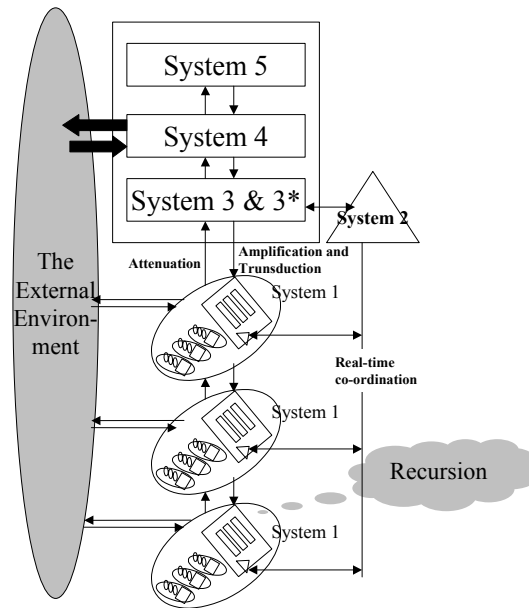 System 5
System 4
System 3 & 3*
System 2
Attenuation
Amplification and
Transduction
The
External
Environ-
ment
System 1
Real-time
co-ordination
System 1
Recursion
System 1